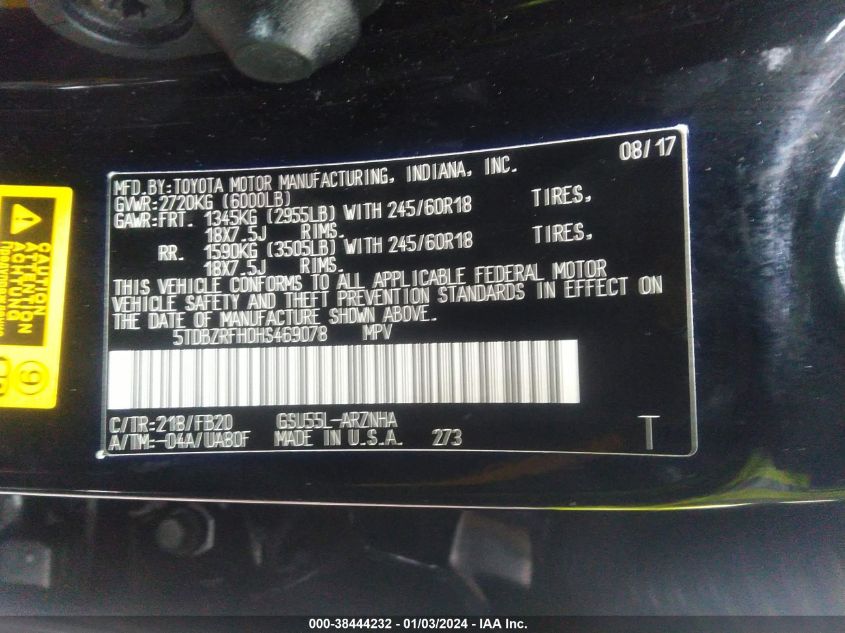 08/17
MFD.BY:TOYOTA MOTOR MANUFACTURING, INDIANA, INC.
GVWR:2720KG (6000LB)
GAWR:FRT. 1345KG (2955LB) WITH 245/60R18 TIRES,
18X7.5J RIMS.
RR. 1590KG (3505LB) WITH 245/60R18 TIRES,
18X7.5J RIMS.
THIS VEHICLE CONFORMS TO ALL APPLICABLE FEDERAL MOTOR
VEHICLE SAFETY AND THEFT PREVENTION STANDARDS IN EFFECT ON
THE DATE OF MANUFACTURE SHOWN ABOVE.
5TDBZRFH0HS469078 MPV
C/TR:218/FB20 GSU55L-ARZNHA
A/TM:-04A/UA80F MADE IN U.S.A. 273 T
CAUTION
ATTENTION
ACHTUNG
9
000-38444232 - 01/03/2024 - IAA Inc.